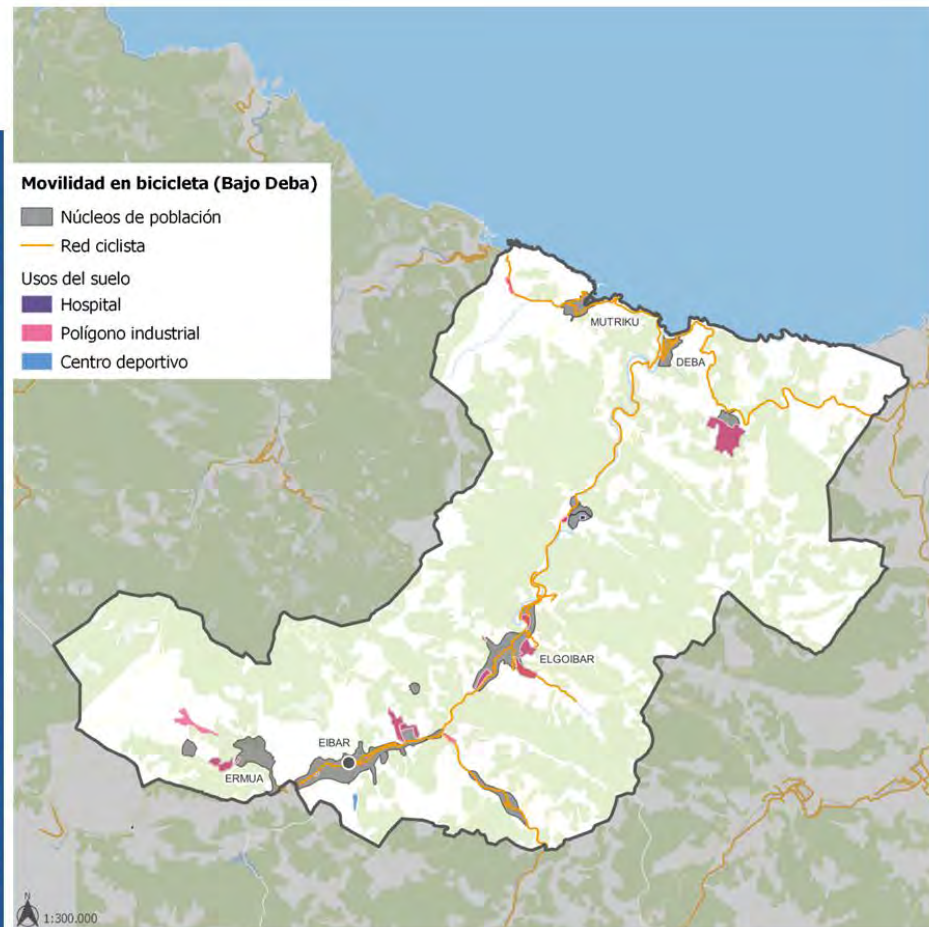 Movilidad en bicicleta (Bajo Deba)
Núcleos de población
Red ciclista
Usos del suelo
Hospital
Polígono industrial
Centro deportivo
MUTRIKU
DEBA
ELGOIBAR
EIBAR
ERMUA
N
1:300.000